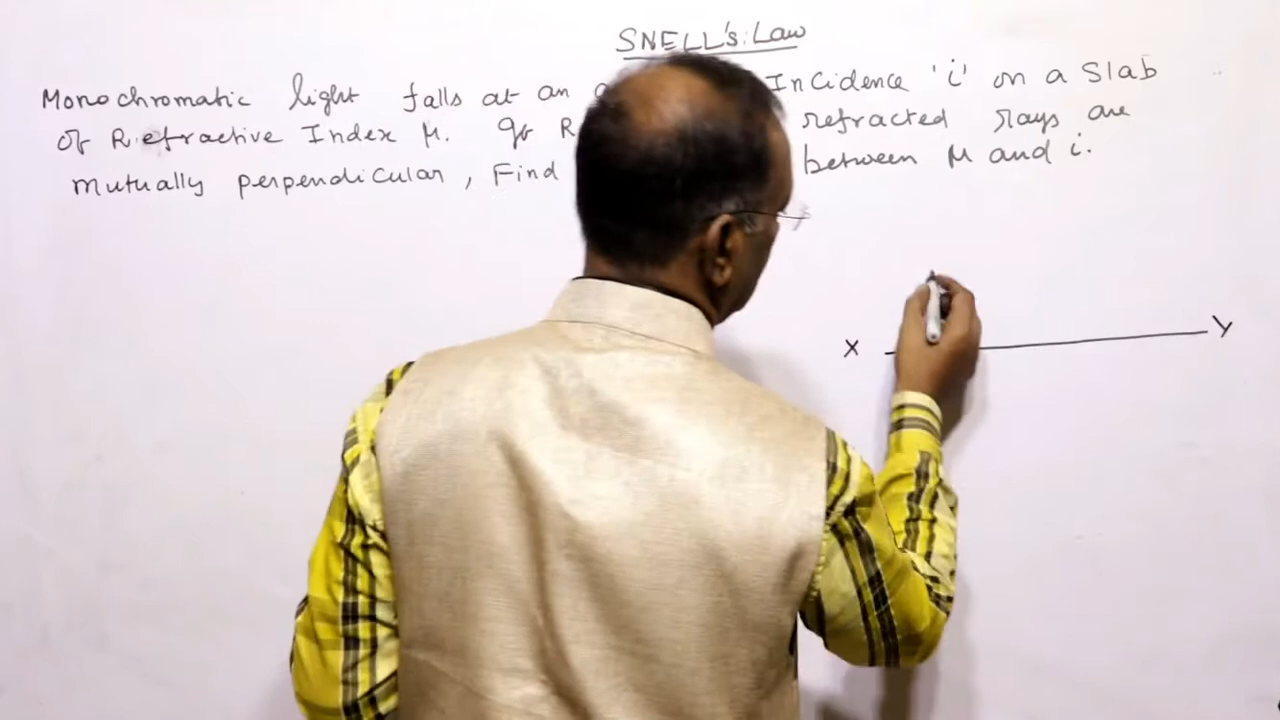 SNELL's: Law
Monochromatic light falls at an Incidence 'i' on a Slab
of Refractive Index μ. If R refracted rays are
mutually perpendicular, Find between μ and i.
X Y